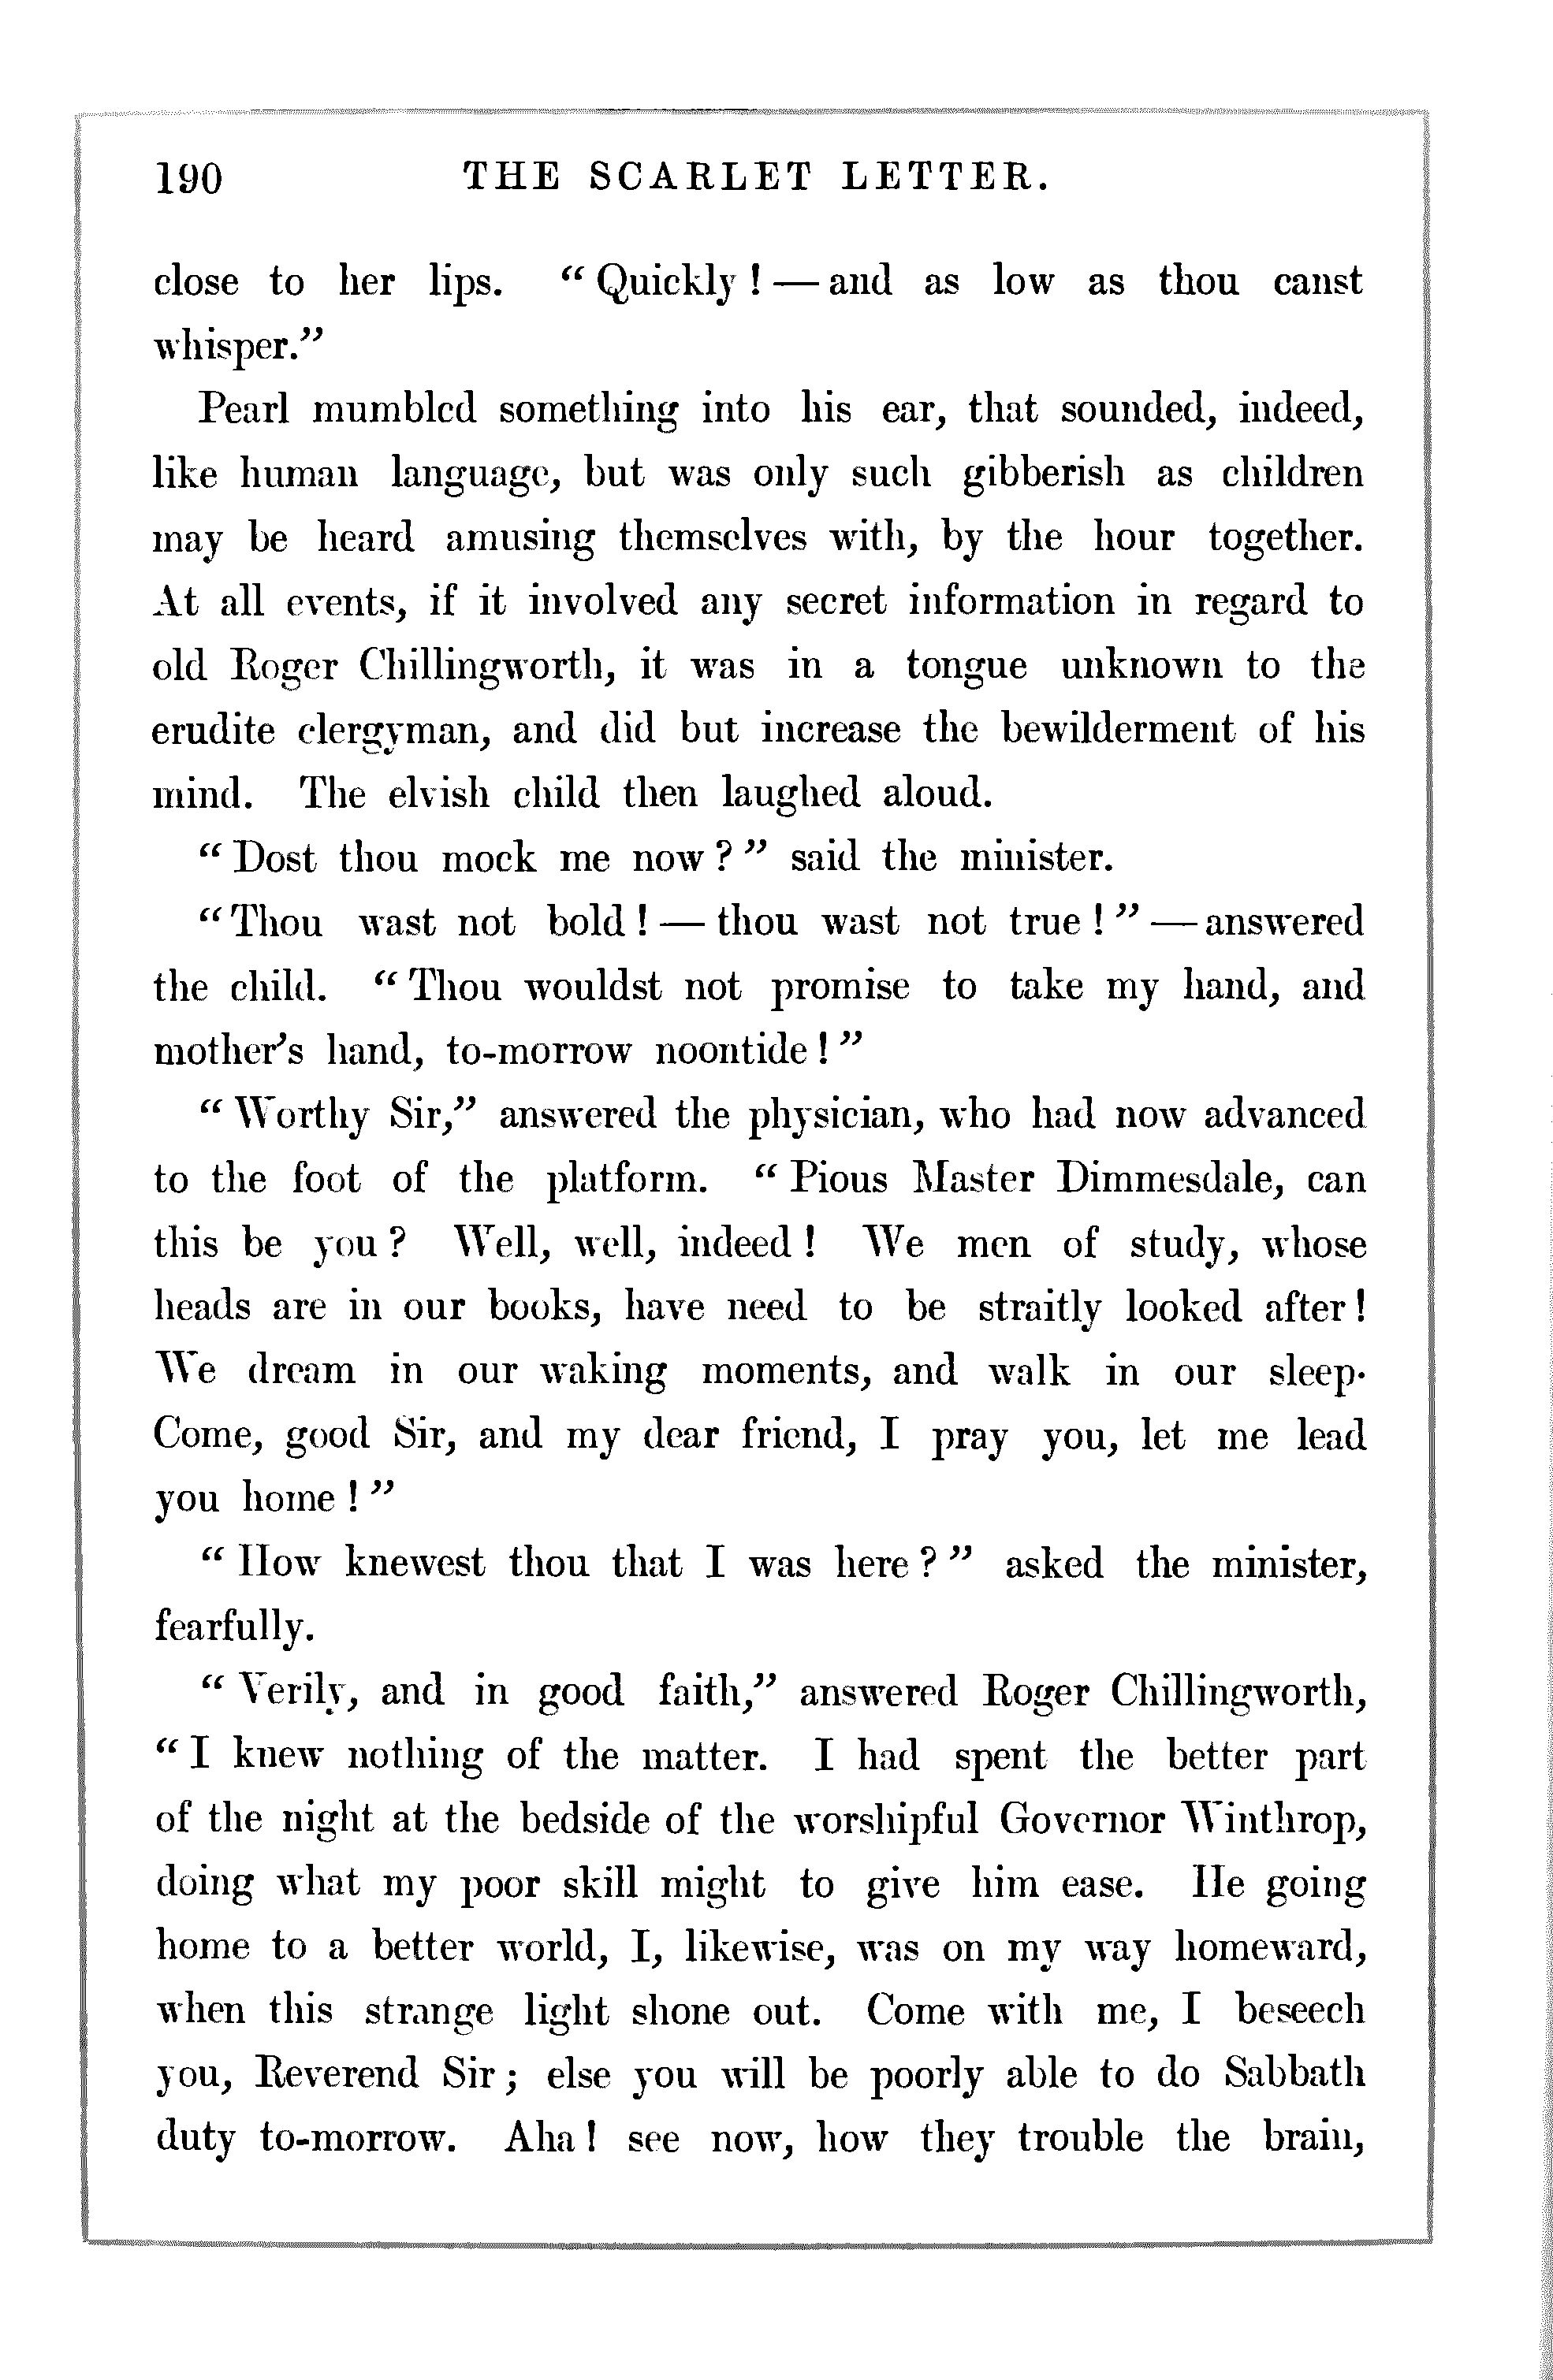 190 THE SCARLET LETTER.
close to her lips. “Quickly!—and as low as thou canst
whisper.”
Pearl mumbled something into his ear, that sounded, indeed,
like human language, but was only such gibberish as children
may be heard amusing themselves with, by the hour together.
At all events, if it involved any secret information in regard to
old Roger Chillingworth, it was in a tongue unknown to the
erudite clergyman, and did but increase the bewilderment of his
mind. The elvish child then laughed aloud.
“Dost thou mock me now?” said the minister.
“Thou wast not bold!—thou wast not true!”—answered
the child. “Thou wouldst not promise to take my hand, and
mother’s hand, to-morrow noontide!”
“Worthy Sir,” answered the physician, who had now advanced
to the foot of the platform. “Pious Master Dimmesdale, can
this be you? Well, well, indeed! We men of study, whose
heads are in our books, have need to be straitly looked after!
We dream in our waking moments, and walk in our sleep.
Come, good Sir, and my dear friend, I pray you, let me lead
you home!”
“How knewest thou that I was here?” asked the minister,
fearfully.
“Verily, and in good faith,” answered Roger Chillingworth,
“I knew nothing of the matter. I had spent the better part
of the night at the bedside of the worshipful Governor Winthrop,
doing what my poor skill might to give him ease. He going
home to a better world, I, likewise, was on my way homeward,
when this strange light shone out. Come with me, I beseech
you, Reverend Sir; else you will be poorly able to do Sabbath
duty to-morrow. Aha! see now, how they trouble the brain,